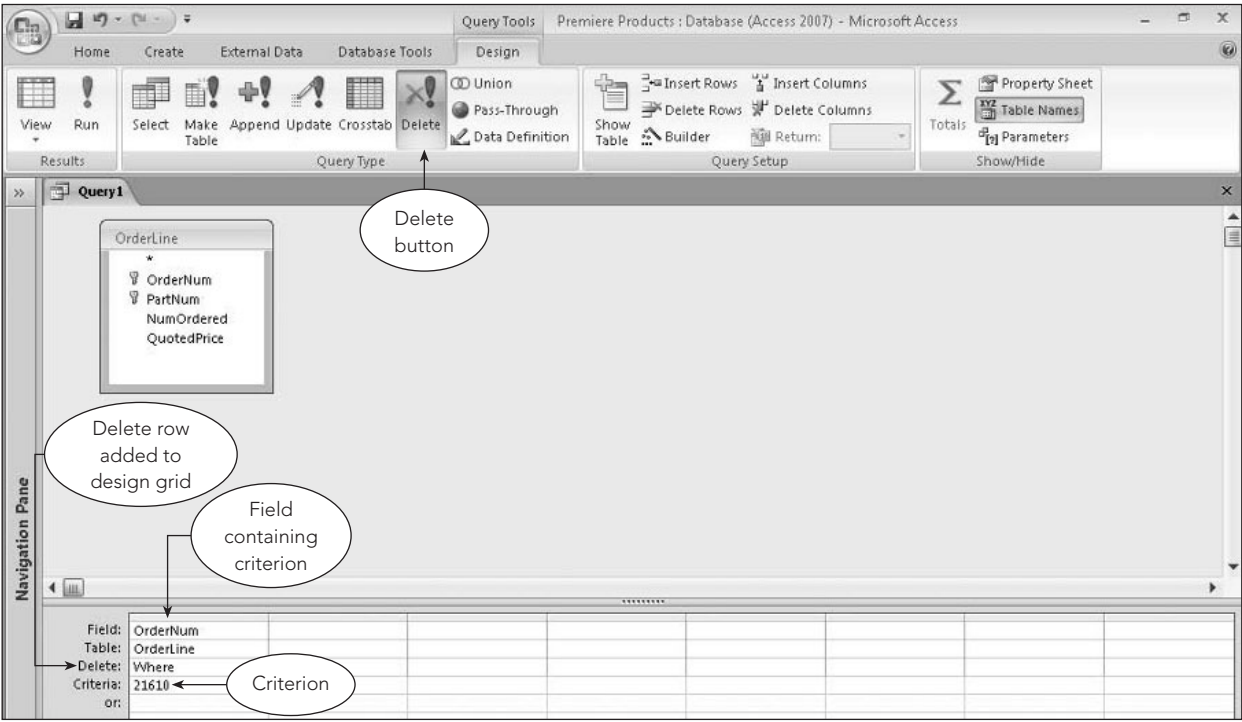 Query Tools Premiere Products : Database (Access 2007) - Microsoft Access
Home Create External Data Database Tools Design
View Run
Results
Select Make Table Append Update Crosstab Delete
Union
Pass-Through
Data Definition
Query Type
Show Table
Insert Rows
Delete Rows
Builder
Insert Columns
Delete Columns
Return:
Query Setup
Totals
Property Sheet
Table Names
Parameters
Show/Hide
Query1
Delete
button
OrderLine
*
OrderNum
PartNum
NumOrdered
QuotedPrice
Delete row
added to
design grid
Field
containing
criterion
Navigation Pane
Field: OrderNum
Table: OrderLine
Delete: Where
Criteria: 21610
or:
Criterion